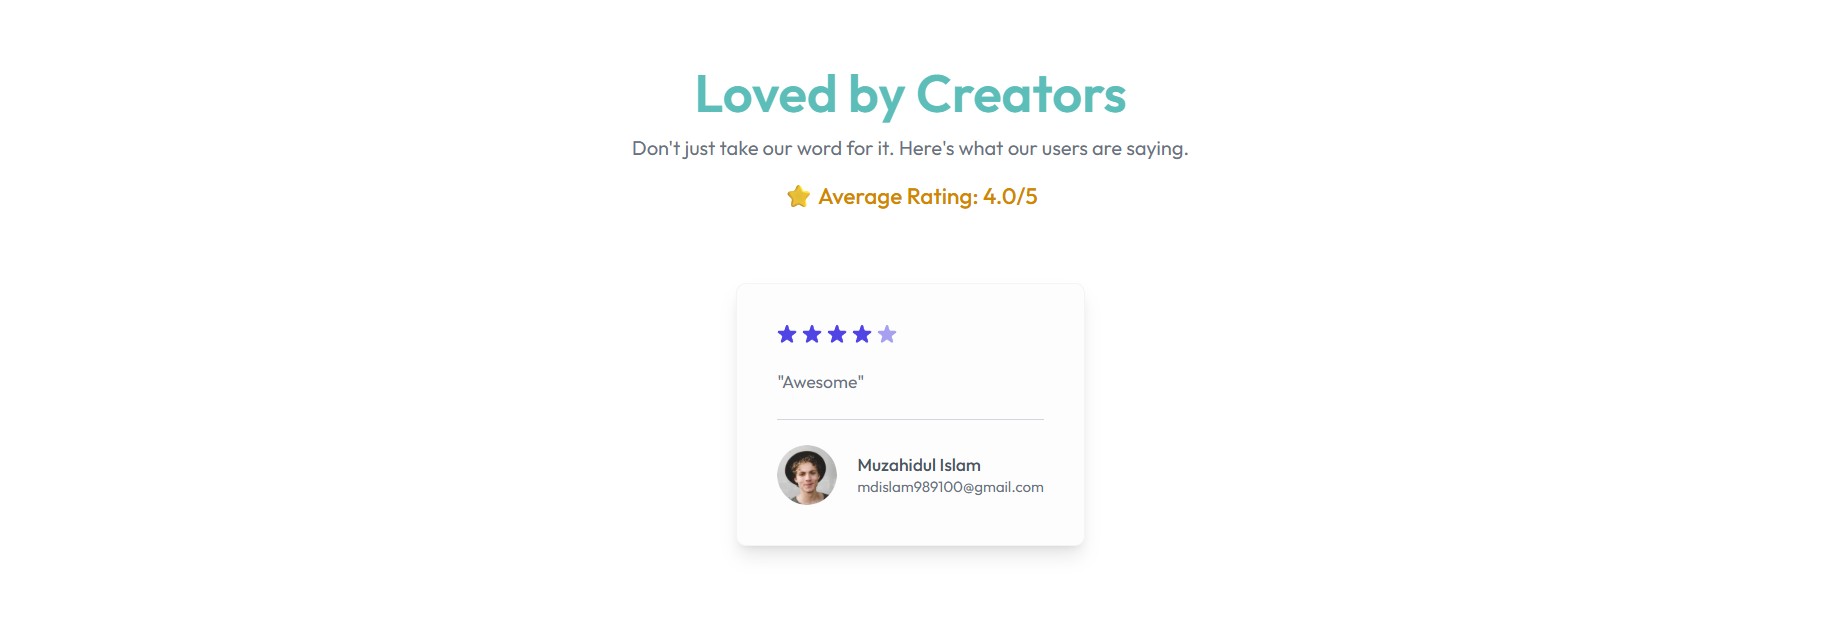 Loved by Creators
Don't just take our word for it. Here's what our users are saying.
⭐ Average Rating: 4.0/5
"Awesome"
Muzahidul Islam
mdislam989100@gmail.com